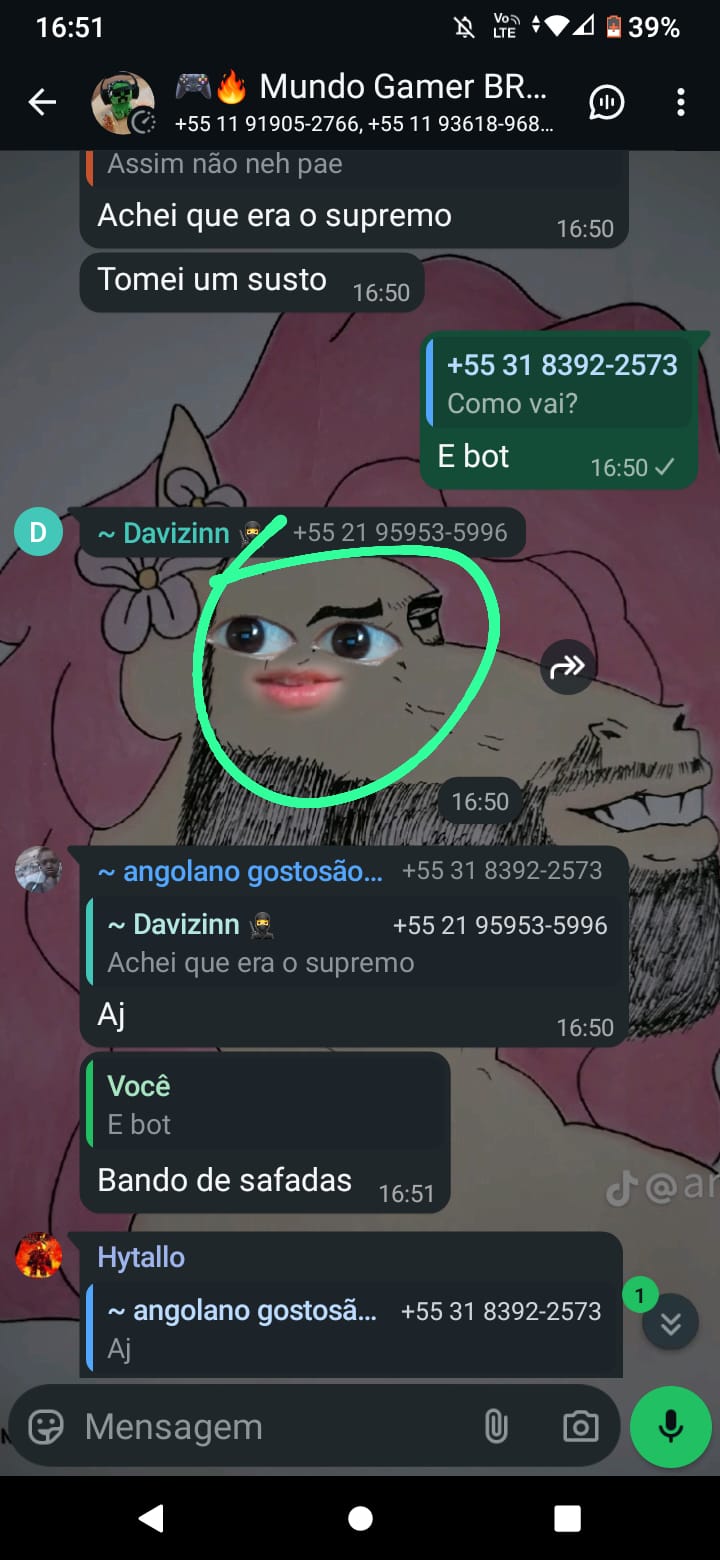 16:51
Vo
LTE
39%
Mundo Gamer BR...
+55 11 91905-2766, +55 11 93618-968...
Assim não neh pae
Achei que era o supremo
16:50
Tomei um susto 16:50
+55 31 8392-2573
Como vai?
E bot 16:50
D
~ Davizinn +55 21 95953-5996
16:50
~ angolano gostosão... +55 31 8392-2573
~ Davizinn +55 21 95953-5996
Achei que era o supremo
Aj
16:50
Você
E bot
Bando de safadas 16:51
@ar
Hytallo
~ angolano gostosã... +55 31 8392-2573
Aj
1
Mensagem